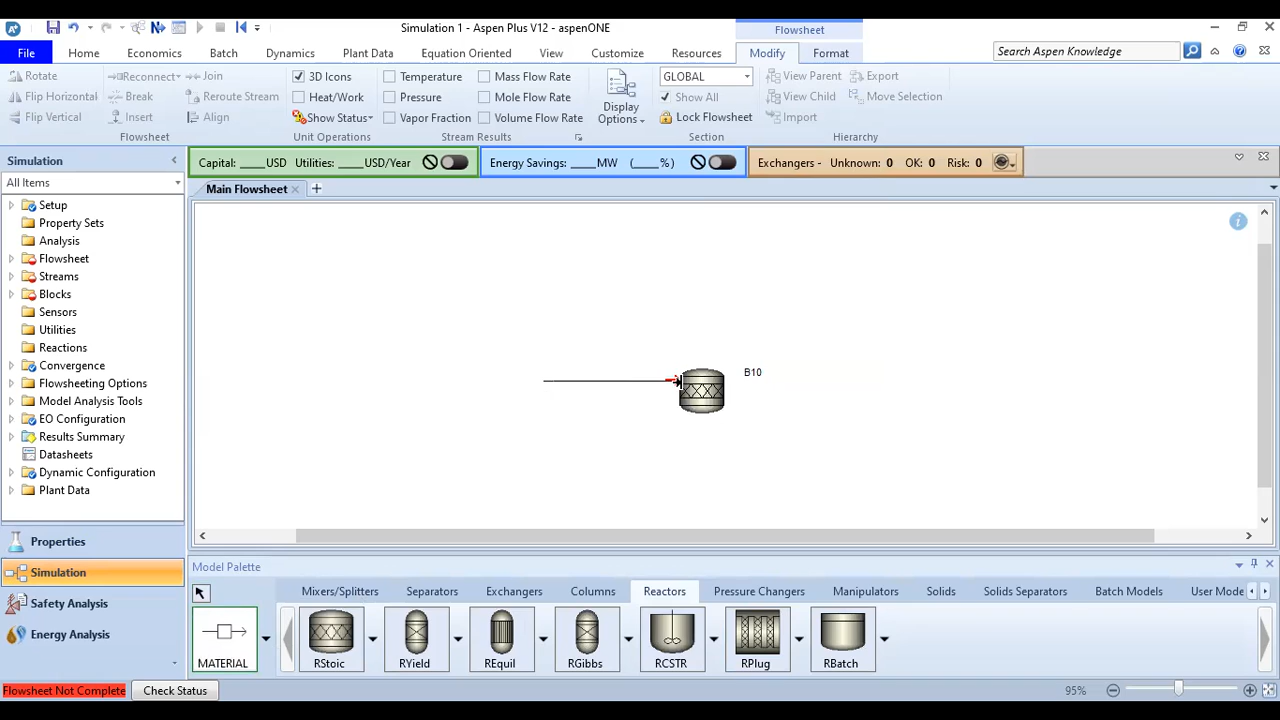 Simulation 1 - Aspen Plus V12 - aspenONE
Flowsheet
File Home Economics Batch Dynamics Plant Data Equation Oriented View Customize Resources Modify Format Search Aspen Knowledge
Rotate Reconnect Join 3D Icons Temperature Mass Flow Rate GLOBAL View Parent Export
Flip Horizontal Break Reroute Stream Heat/Work Pressure Mole Flow Rate Display Options Show All View Child Move Selection
Flip Vertical Insert Align Show Status Vapor Fraction Volume Flow Rate Lock Flowsheet Import
Flowsheet Unit Operations Stream Results Section Hierarchy
Simulation
Capital: ____USD Utilities: ____USD/Year Energy Savings: ____MW (____%) Exchangers - Unknown: 0 OK: 0 Risk: 0
All Items
Main Flowsheet
Setup
Property Sets
Analysis
Flowsheet
Streams
Blocks
Sensors
Utilities
Reactions
Convergence
Flowsheeting Options
Model Analysis Tools
EO Configuration
Results Summary
Datasheets
Dynamic Configuration
Plant Data
B10
Properties
Simulation
Safety Analysis
Energy Analysis
Model Palette
Mixers/Splitters Separators Exchangers Columns Reactors Pressure Changers Manipulators Solids Solids Separators Batch Models User Mode
MATERIAL RStoic RYield REquil RGibbs RCSTR RPlug RBatch
Flowsheet Not Complete Check Status 95%